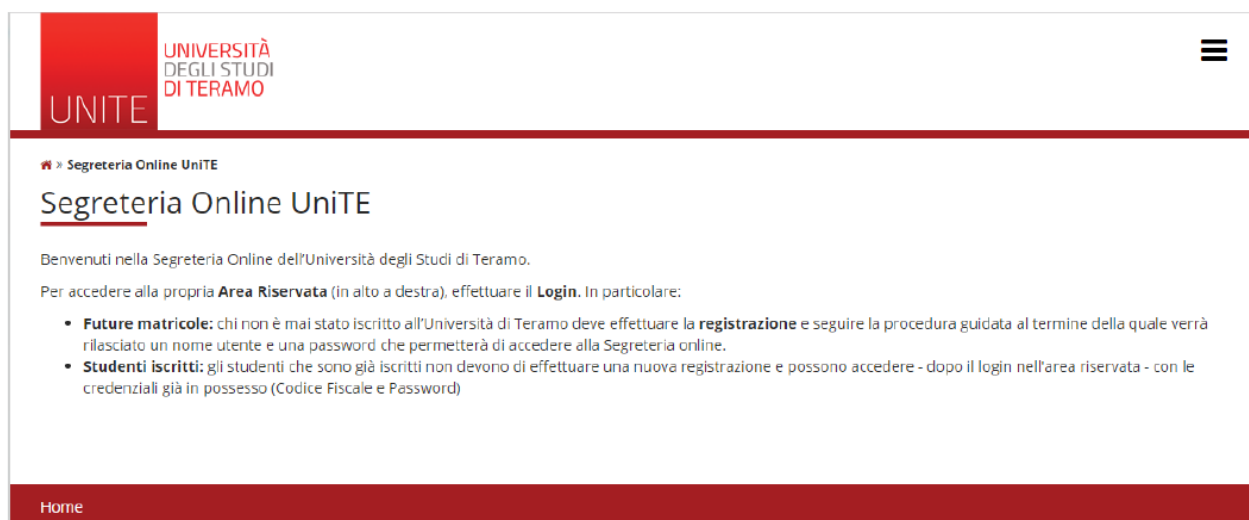 UNITE
UNIVERSITÀ
DEGLI STUDI
DI TERAMO
» Segreteria Online UniTE
Segreteria Online UniTE
Benvenuti nella Segreteria Online dell'Università degli Studi di Teramo.
Per accedere alla propria Area Riservata (in alto a destra), effettuare il Login. In particolare:
• Future matricole: chi non è mai stato iscritto all'Università di Teramo deve effettuare la registrazione e seguire la procedura guidata al termine della quale verrà
rilasciato un nome utente e una password che permetterà di accedere alla Segreteria online.
• Studenti iscritti: gli studenti che sono già iscritti non devono di effettuare una nuova registrazione e possono accedere - dopo il login nell'area riservata - con le
credenziali già in possesso (Codice Fiscale e Password)
Home